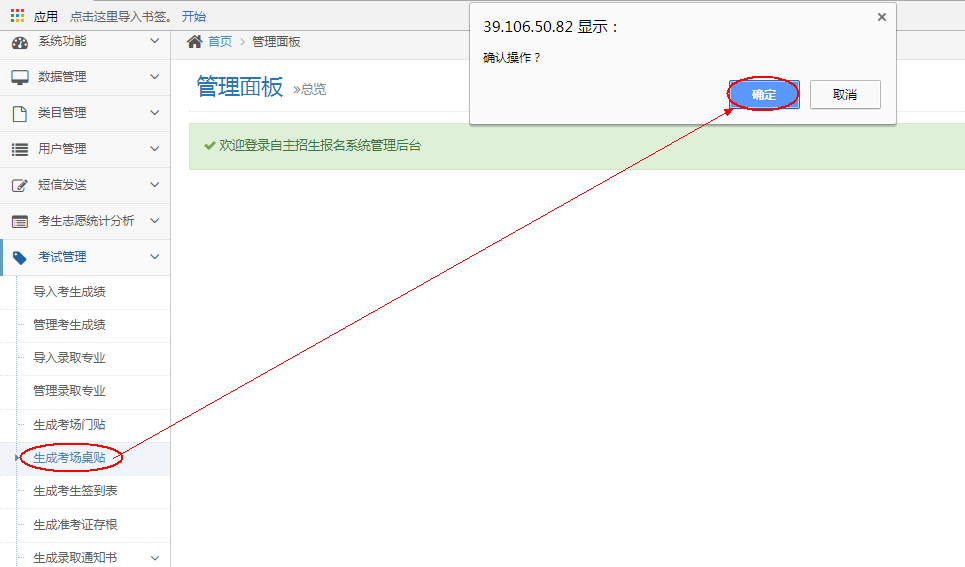 应用 点击这里导入书签。 开始
39.106.50.82 显示：
确认操作？
确定 取消
系统功能
数据管理
类目管理
用户管理
短信发送
考生志愿统计分析
考试管理
导入考生成绩
管理考生成绩
导入录取专业
管理录取专业
生成考场门贴
生成考场桌贴
生成考生签到表
生成准考证存根
生成录取通知书
首页 管理面板
管理面板 »总览
欢迎登录自主招生报名系统管理后台